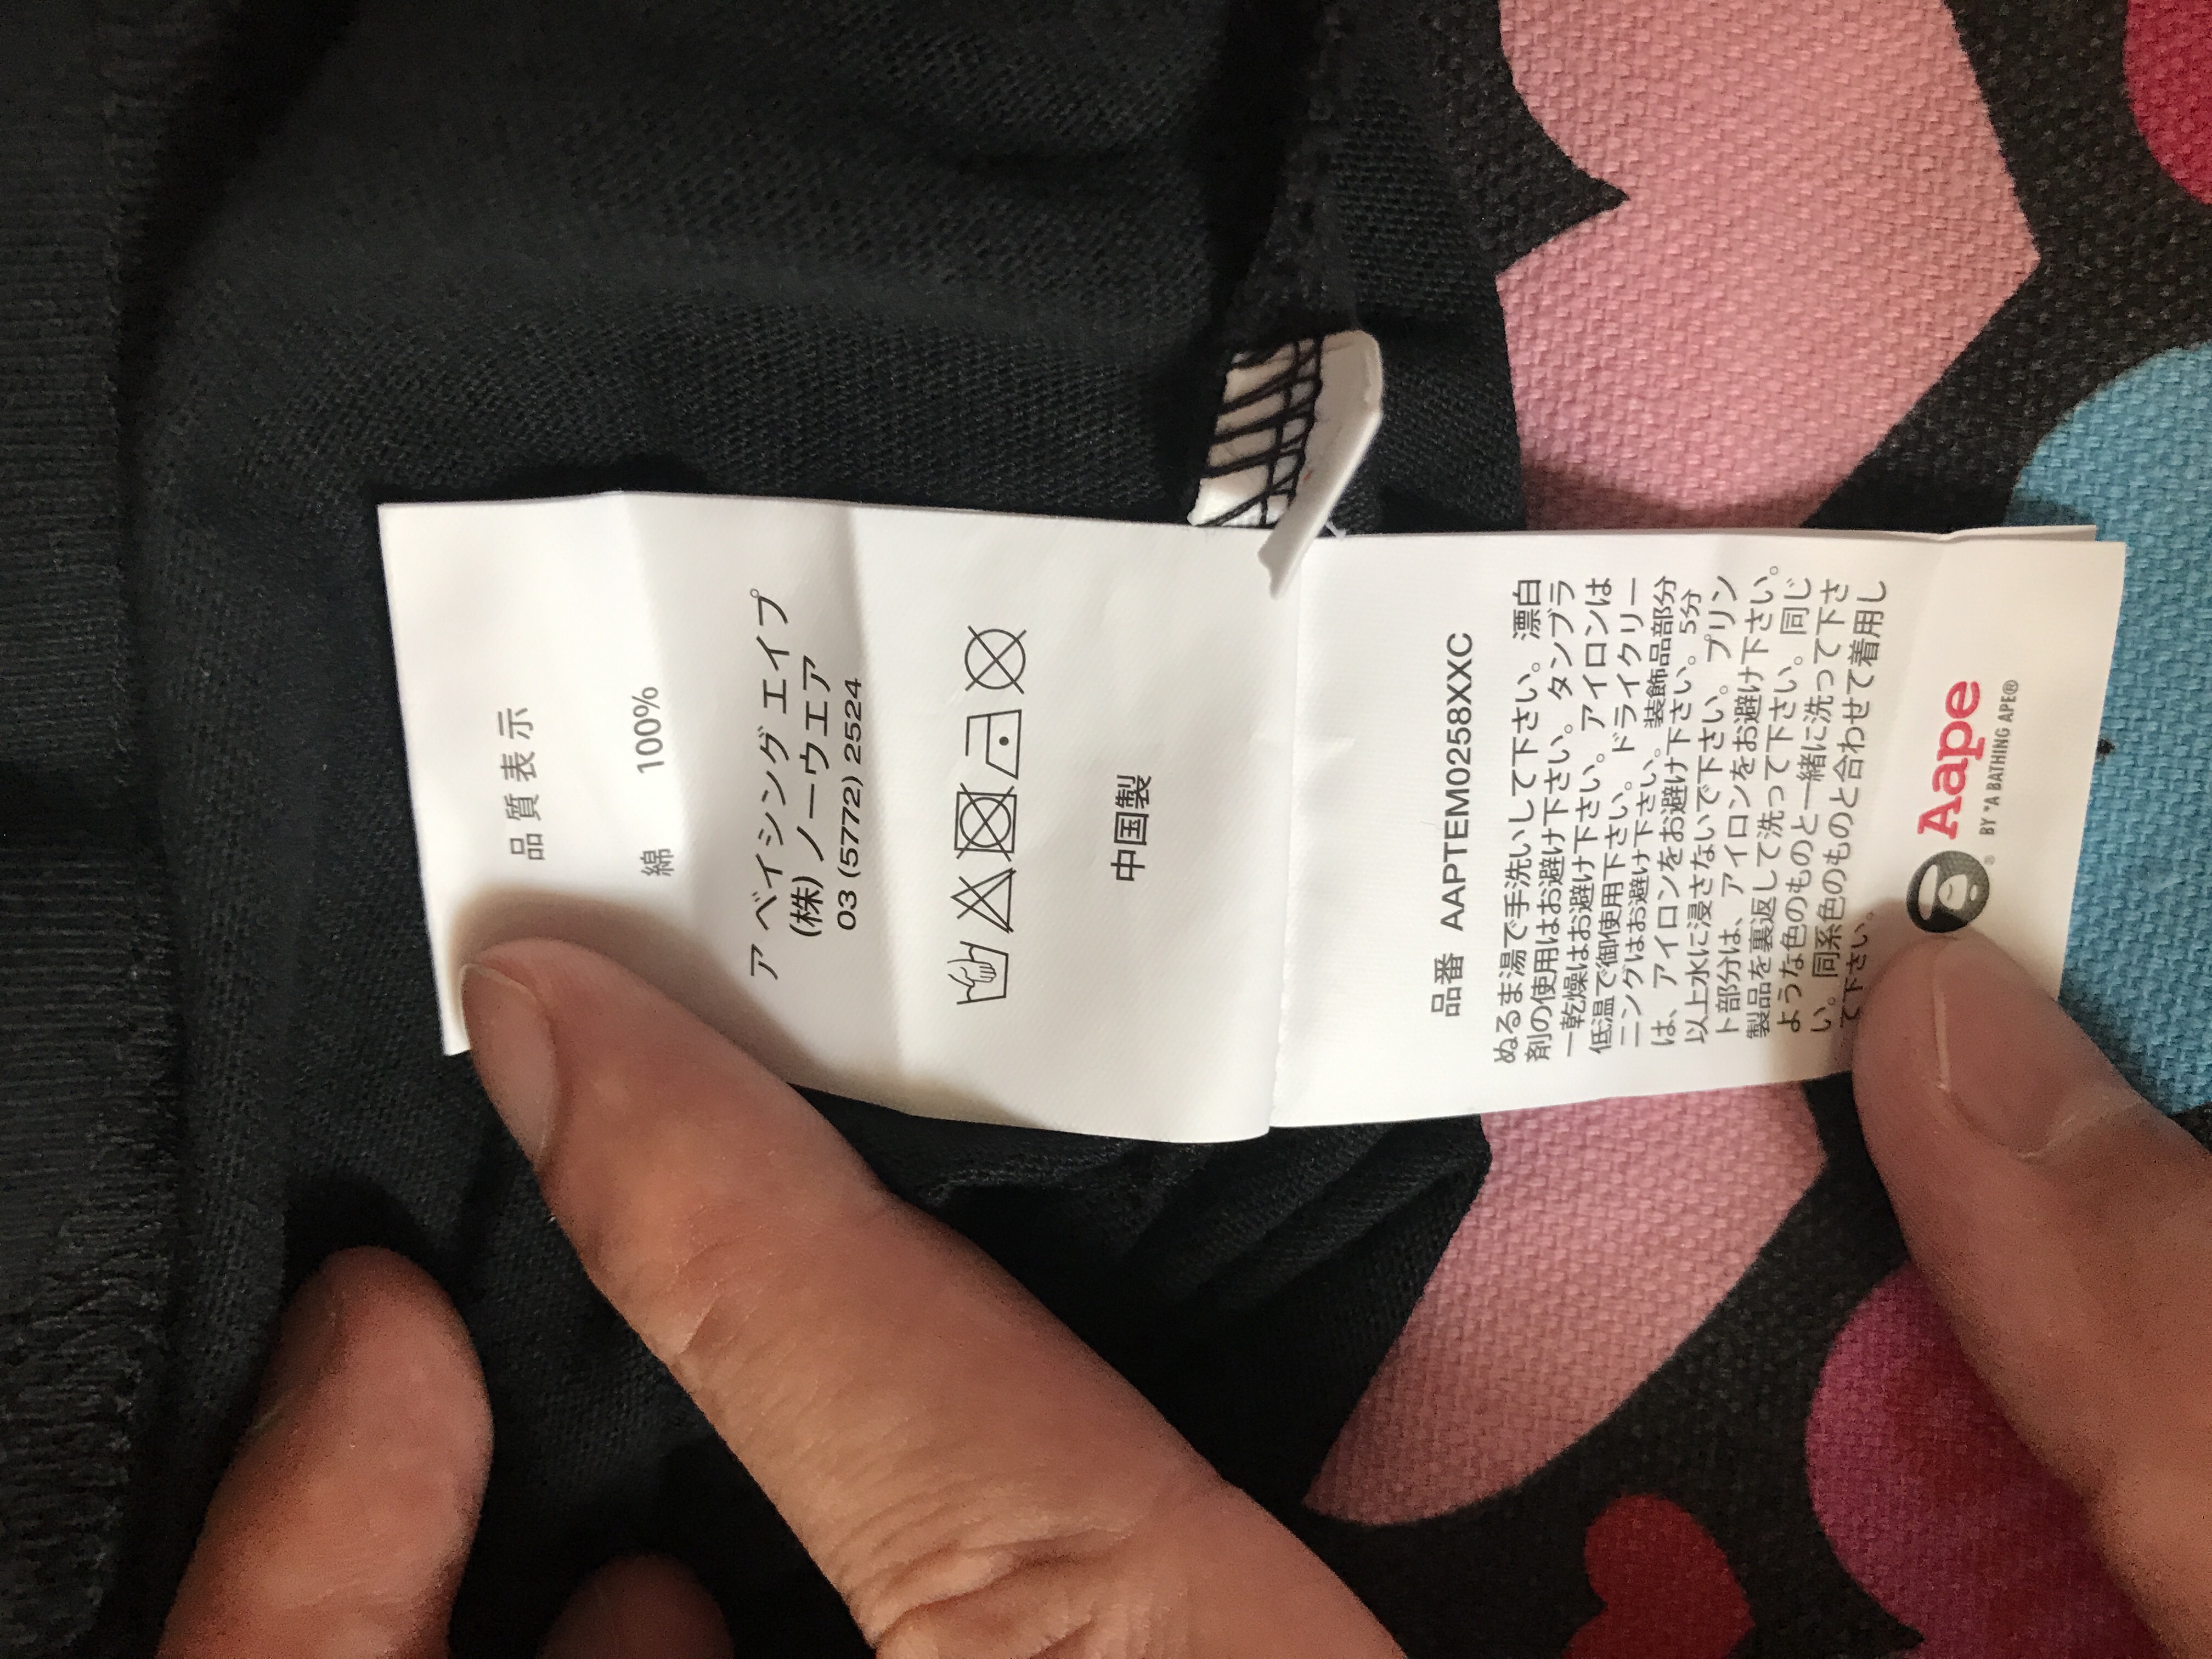 品質表示
綿 100%
ア ベイシング エイプ
(株) ノーウエア
03 (5772) 2524
中国製
品番 AAPTEM0258XXC
ぬるま湯で手洗いして下さい。漂白
剤の使用はお避け下さい。タンブラ
ー乾燥はお避け下さい。アイロンは
低温で御使用下さい。ドライクリー
ニングはお避け下さい。装飾品部分
は、アイロンをお避け下さい。5分
以上水に浸さないで下さい。プリン
ト部分は、アイロンをお避け下さい。
製品を裏返して洗って下さい。同じ
ような色のものと一緒に洗って下さ
い。同系色のものと合わせて着用し
て下さい。
Aape
BY *A BATHING APE®